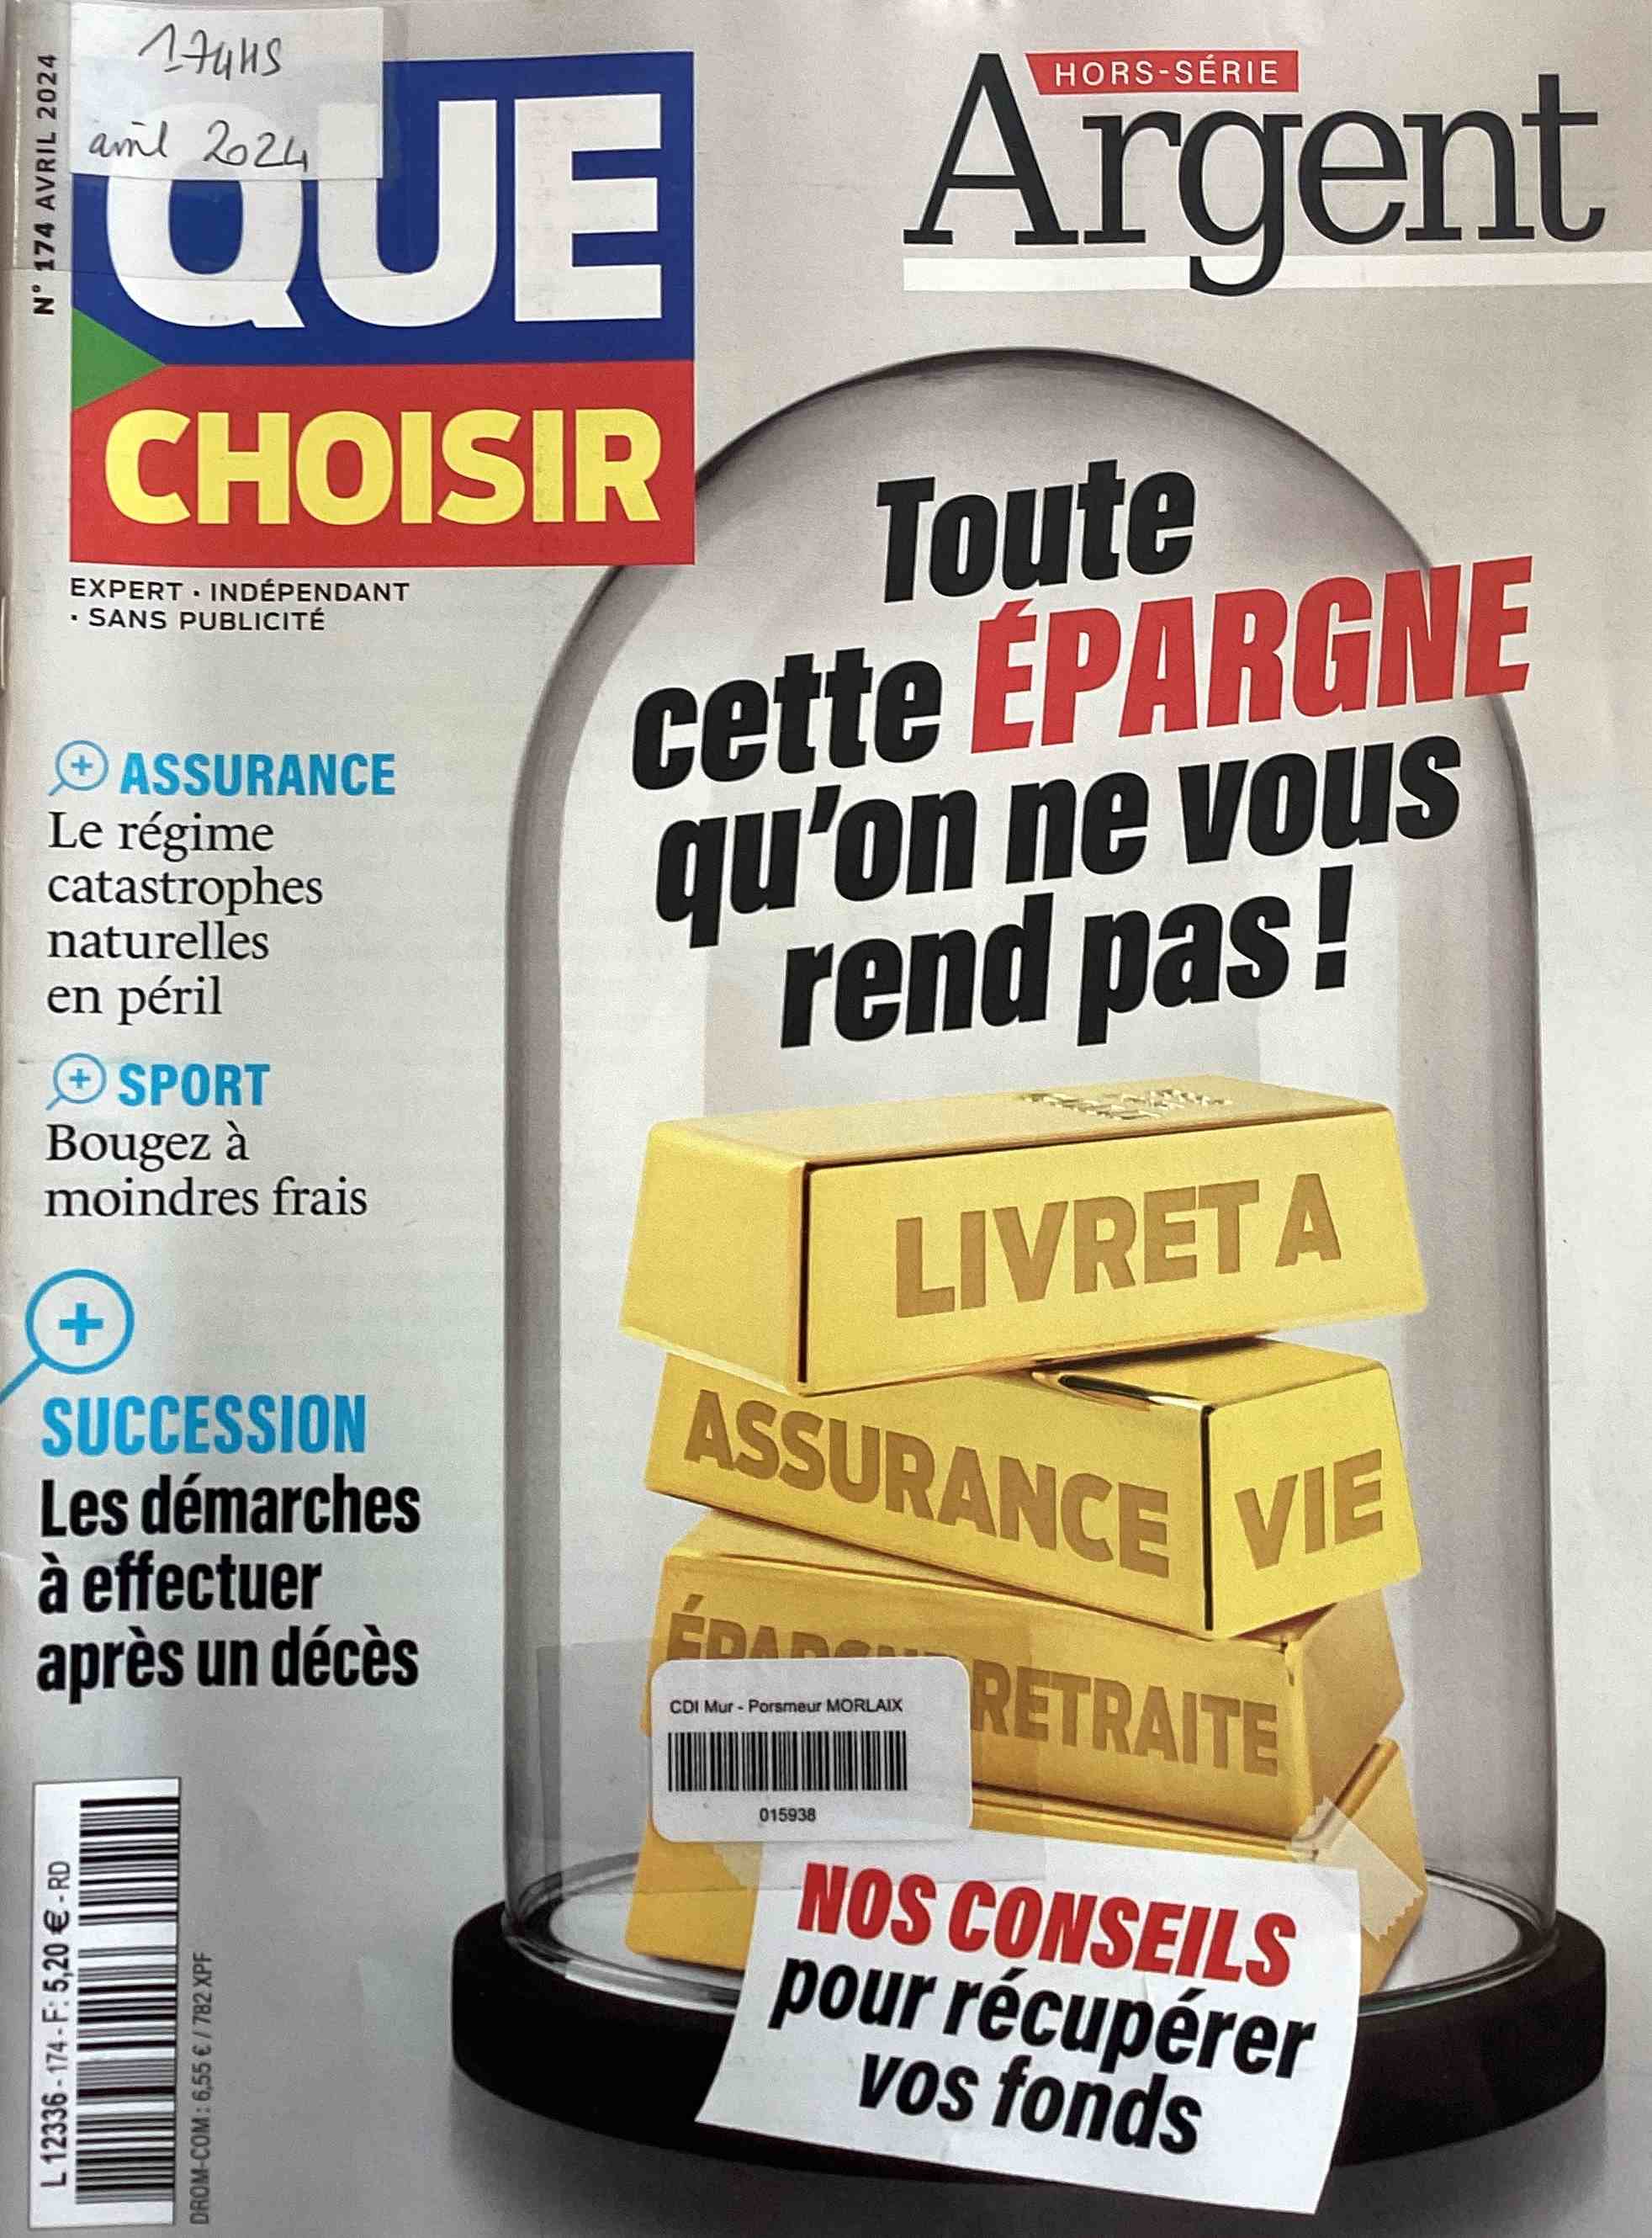 174HS
avril 2024
N° 174 AVRIL 2024
QUE
CHOISIR
EXPERT • INDÉPENDANT
• SANS PUBLICITÉ
HORS-SÉRIE
Argent
Toute
cette ÉPARGNE
qu'on ne vous
rend pas !
ASSURANCE
Le régime
catastrophes
naturelles
en péril
SPORT
Bougez à
moindres frais
SUCCESSION
Les démarches
à effectuer
après un décès
LIVRET A
ASSURANCE VIE
ÉPARGNE RETRAITE
CDI Mur - Porsmeur MORLAIX
015938
NOS CONSEILS
pour récupérer
vos fonds
L 12336 - 174 - F: 5,20 € - RD
DROM-COM : 6,55 € / 782 XPF